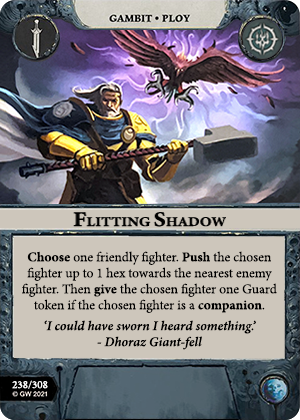 GAMBIT • PLOY
FLITTING SHADOW
Choose one friendly fighter. Push the chosen
fighter up to 1 hex towards the nearest enemy
fighter. Then give the chosen fighter one Guard
token if the chosen fighter is a companion.
‘I could have sworn I heard something.’
- Dhoraz Giant-fell
238/308
© GW 2021